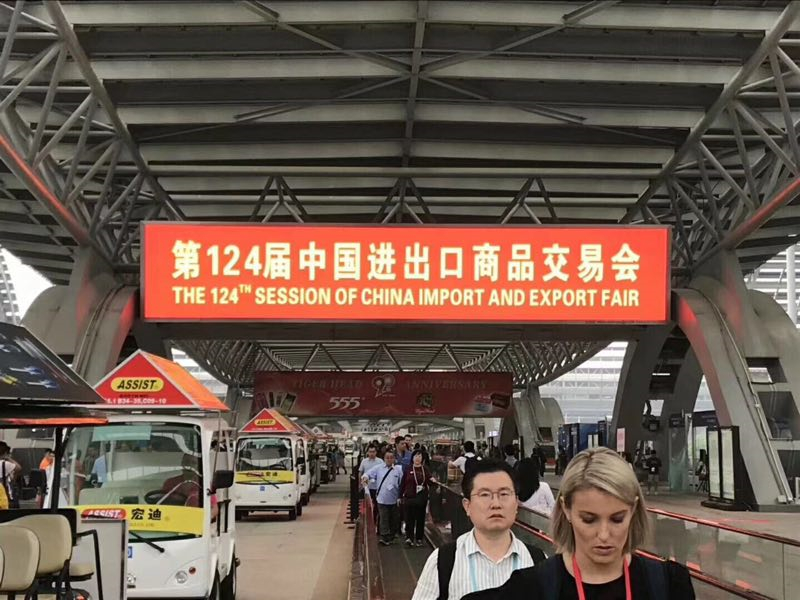 第124届中国进出口商品交易会
THE 124TH SESSION OF CHINA IMPORT AND EXPORT FAIR
TIGER HEAD
ANNIVERSARY
555
ASSIST
ASSIST
宏迪